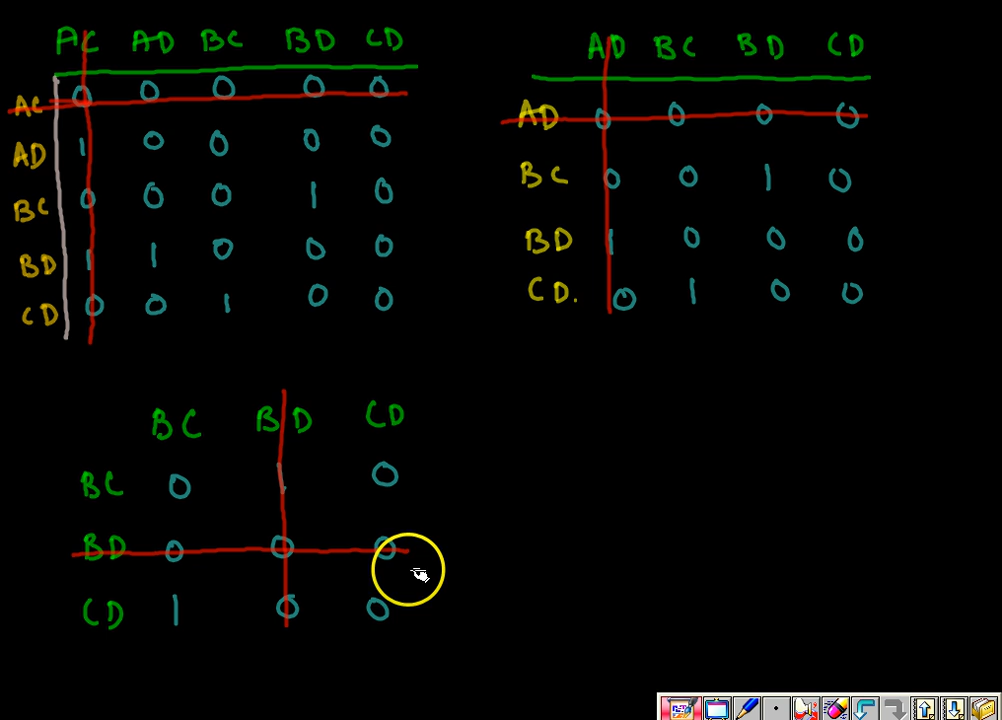 AC AD BC BD CD
AC 0 0 0 0 0
AD 1 0 0 0 0
BC 0 0 0 1 0
BD 1 1 0 0 0
CD 0 0 1 0 0
AD BC BD CD
AD 0 0 0 0
BC 0 0 1 0
BD 1 0 0 0
CD. 0 1 0 0
BC BD CD
BC 0 1 0
BD 0 0 0
CD 1 0 0